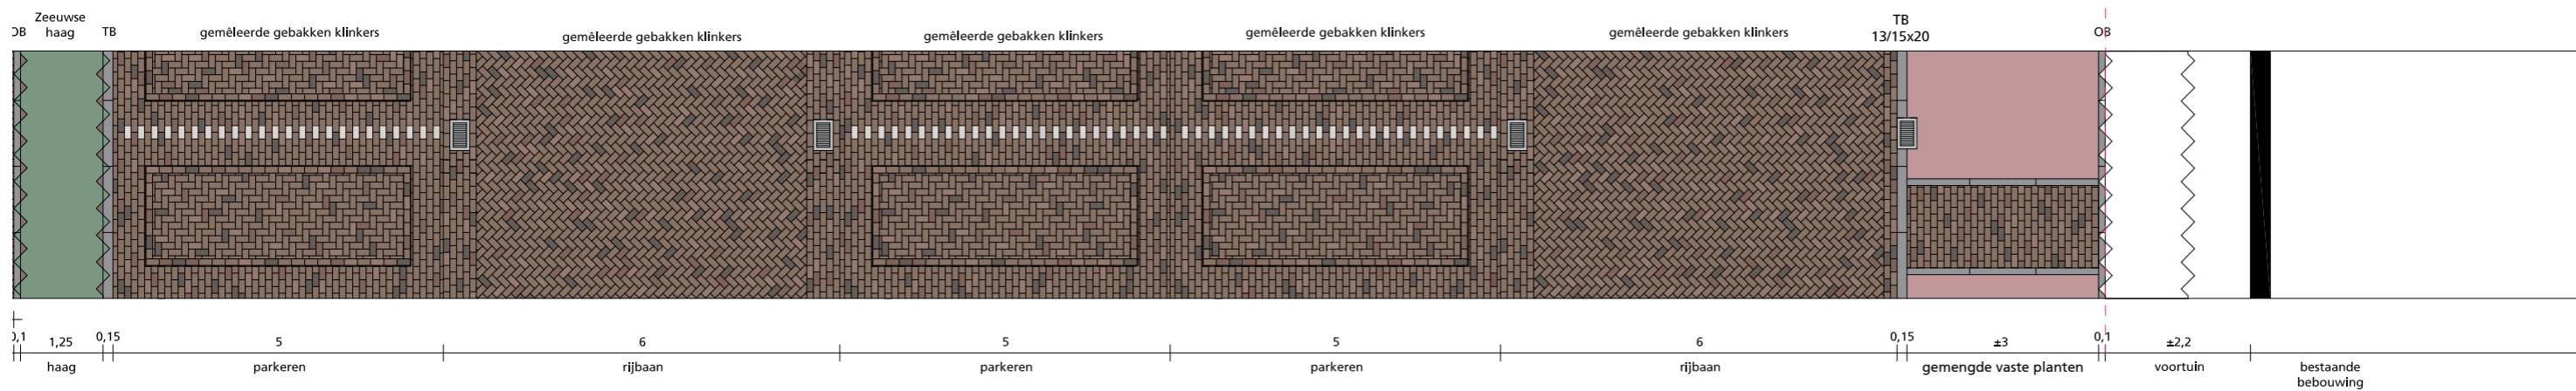 OB
Zeeuwse
haag
TB
gemêleerde gebakken klinkers
gemêleerde gebakken klinkers
gemêleerde gebakken klinkers
gemêleerde gebakken klinkers
gemêleerde gebakken klinkers
TB
13/15x20
OB
0,1
1,25
0,15
5
6
5
5
6
0,15
±3
0,1
±2,2
haag
parkeren
rijbaan
parkeren
parkeren
rijbaan
gemengde vaste planten
voortuin
bestaande
bebouwing